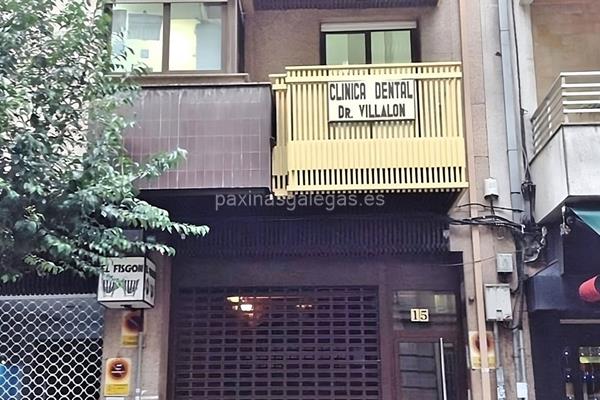 CLINICA DENTAL
DR. VILLALON
paxinasgalegas.es
EL FISGON
15